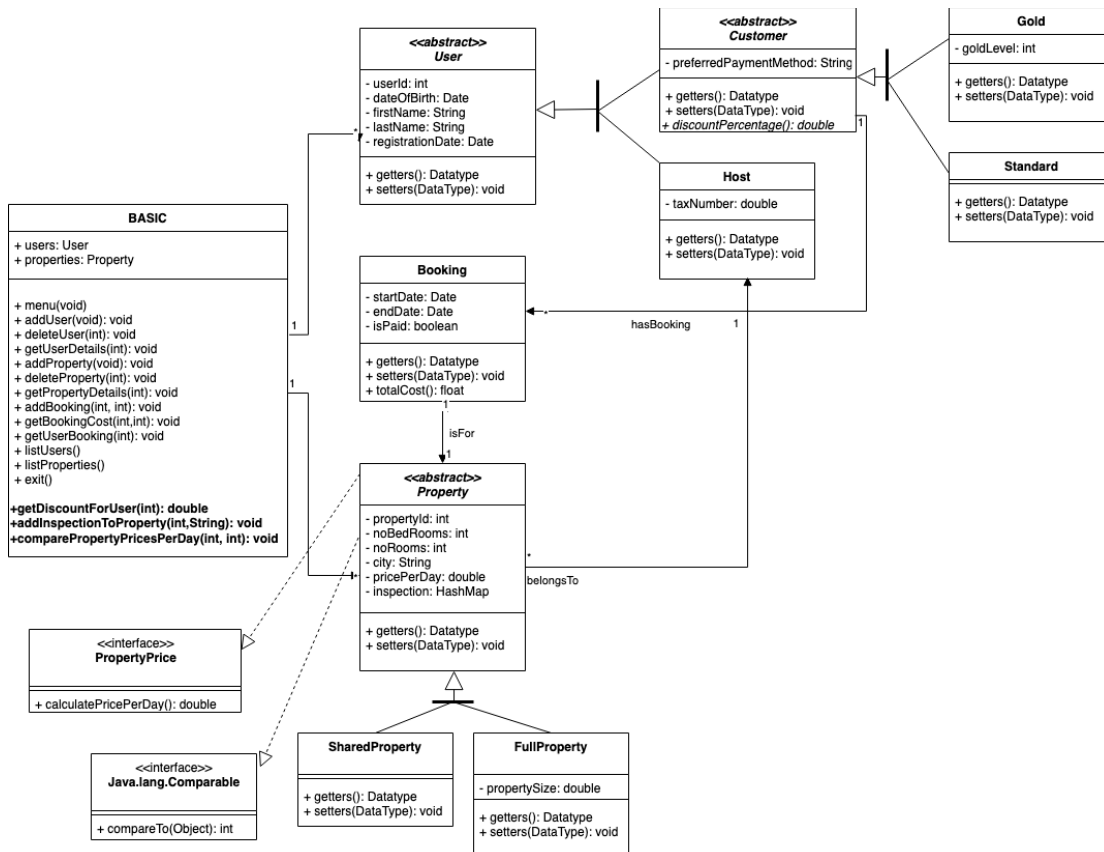 <<abstract>>
User
- userId: int
- dateOfBirth: Date
- firstName: String
- lastName: String
- registrationDate: Date
+ getters(): Datatype
+ setters(DataType): void
<<abstract>>
Customer
- preferredPaymentMethod: String
+ getters(): Datatype
+ setters(DataType): void
+ discountPercentage(): double
1
Gold
- goldLevel: int
+ getters(): Datatype
+ setters(DataType): void
Standard
+ getters(): Datatype
+ setters(DataType): void
Host
- taxNumber: double
+ getters(): Datatype
+ setters(DataType): void
BASIC
+ users: User
+ properties: Property
+ menu(void)
+ addUser(void): void
+ deleteUser(int): void
+ getUserDetails(int): void
+ addProperty(void): void
+ deleteProperty(int): void
+ getPropertyDetails(int): void
+ addBooking(int, int): void
+ getBookingCost(int,int): void
+ getUserBooking(int): void
+ listUsers()
+ listProperties()
+ exit()
+getDiscountForUser(int): double
+addInspectionToProperty(int,String): void
+comparePropertyPricesPerDay(int, int): void
1
*
1
*
Booking
- startDate: Date
- endDate: Date
- isPaid: boolean
+ getters(): Datatype
+ setters(DataType): void
+ totalCost(): float
*
hasBooking
1
1
isFor
1
<<abstract>>
Property
- propertyId: int
- noBedRooms: int
- noRooms: int
- city: String
- pricePerDay: double
- inspection: HashMap
+ getters(): Datatype
+ setters(DataType): void
*
belongsTo
<<interface>>
PropertyPrice
+ calculatePricePerDay(): double
<<interface>>
Java.lang.Comparable
+ compareTo(Object): int
SharedProperty
+ getters(): Datatype
+ setters(DataType): void
FullProperty
- propertySize: double
+ getters(): Datatype
+ setters(DataType): void